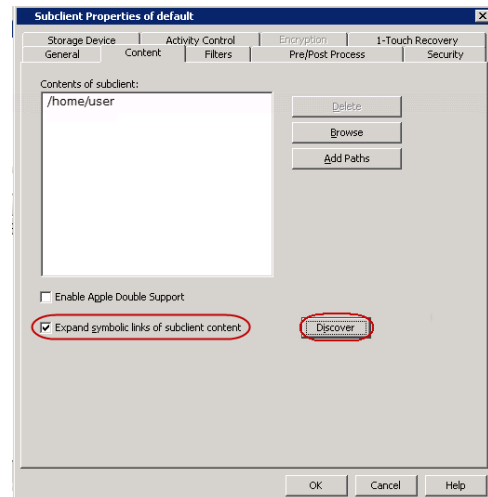 Subclient Properties of default
Storage Device Activity Control Encryption 1-Touch Recovery
General Content Filters Pre/Post Process Security
Contents of subclient:
/home/user
Delete
Browse
Add Paths
Enable Apple Double Support
Expand symbolic links of subclient content Discover
OK Cancel Help